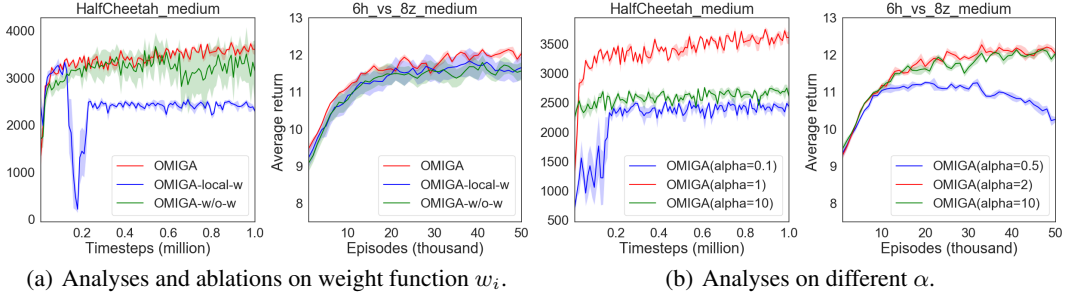 HalfCheetah_medium
4000
3000
2000
1000
0
0.2 0.4 0.6 0.8 1.0
Timesteps (million)
OMIGA
OMIGA-local-w
OMIGA-w/o-w
6h_vs_8z_medium
Average return
13
12
11
10
9
8
0 10 20 30 40 50
Episodes (thousand)
OMIGA
OMIGA-local-w
OMIGA-w/o-w
(a) Analyses and ablations on weight function wᵢ.
HalfCheetah_medium
3500
3000
2500
2000
1500
1000
500
0.2 0.4 0.6 0.8 1.0
Timesteps (million)
OMIGA(alpha=0.1)
OMIGA(alpha=1)
OMIGA(alpha=10)
6h_vs_8z_medium
Average return
13
12
11
10
9
8
0 10 20 30 40 50
Episodes (thousand)
OMIGA(alpha=0.5)
OMIGA(alpha=2)
OMIGA(alpha=10)
(b) Analyses on different α.